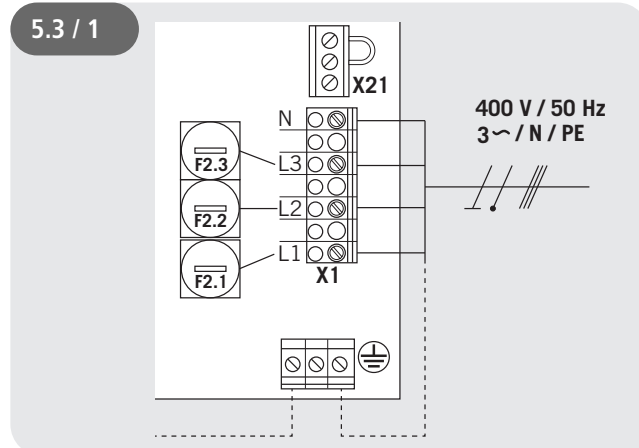 5.3 / 1
X21
400 V / 50 Hz
3~ / N / PE
N
L3
L2
L1
F2.3
F2.2
F2.1
X1